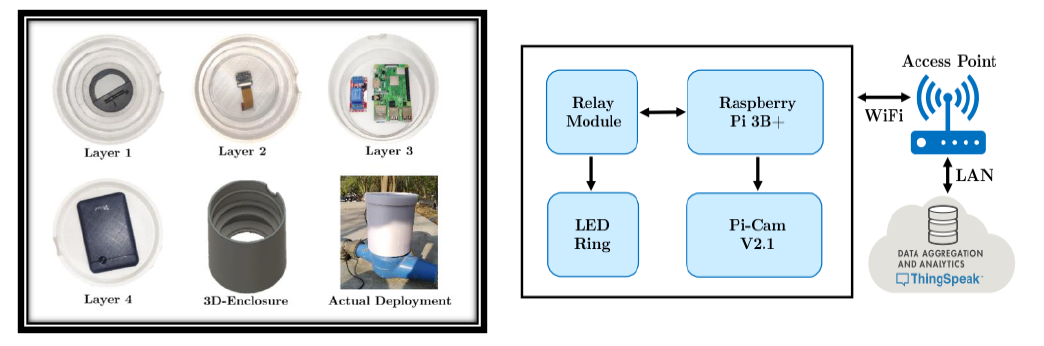 Layer 1
Layer 2
Layer 3
Layer 4
3D-Enclosure
Actual Deployment
Relay
Module
Raspberry
Pi 3B+
LED
Ring
Pi-Cam
V2.1
Access Point
WiFi
LAN
DATA AGGREGATION
AND ANALYTICS
ThingSpeak™